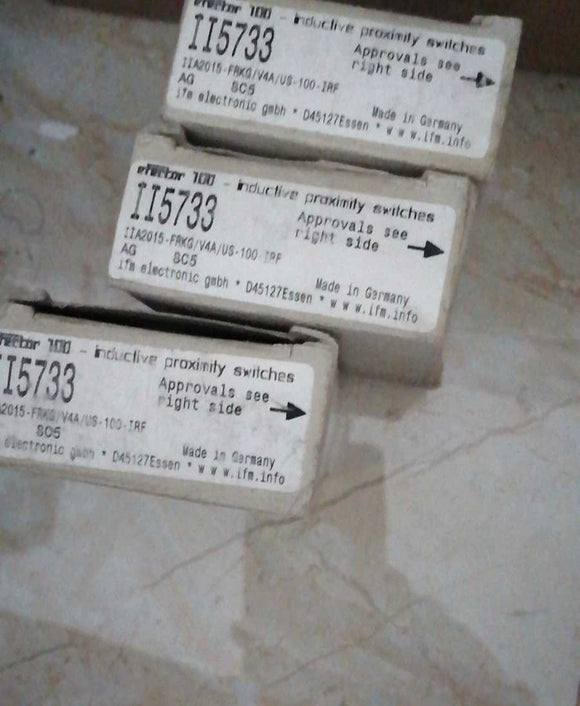 efector 100 - inductive proximity switches
II5733
Approvals see
right side
IIA2015-FRKG/V4A/US-100-IRF
AG SC5
Made in Germany
ifm electronic gmbh * D45127Essen * w w w.ifm.info
efector 100 - inductive proximity switches
II5733
Approvals see
right side
IIA2015-FRKG/V4A/US-100-IRF
AG SC5
Made in Germany
ifm electronic gmbh * D45127Essen * w w w.ifm.info
efector 100 - inductive proximity switches
II5733
Approvals see
right side
A2015-FRKG/V4A/US-100-IRF
SC5
Made in Germany
electronic gmbh * D45127Essen * w w w.ifm.info